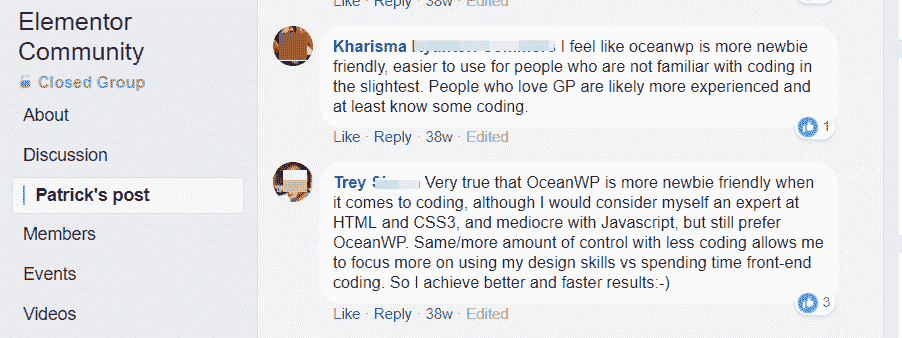 Elementor
Community
Closed Group
About
Discussion
Patrick's post
Members
Events
Videos
Like · Reply · 38w · Edited
Kharisma I feel like oceanwp is more newbie
friendly, easier to use for people who are not familiar with coding in
the slightest. People who love GP are likely more experienced and
at least know some coding.
1
Like · Reply · 38w · Edited
Trey Very true that OceanWP is more newbie friendly when
it comes to coding, although I would consider myself an expert at
HTML and CSS3, and mediocre with Javascript, but still prefer
OceanWP. Same/more amount of control with less coding allows me
to focus more on using my design skills vs spending time front-end
coding. So I achieve better and faster results:-)
3
Like · Reply · 38w · Edited